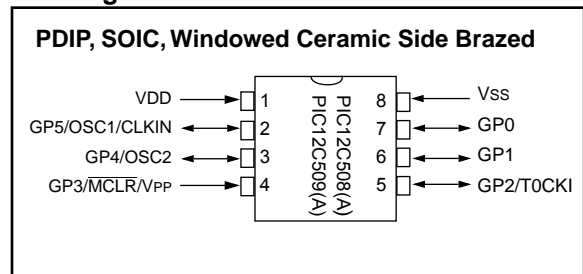 PDIP, SOIC, Windowed Ceramic Side Brazed
VDD 1 8 VSS
GP5/OSC1/CLKIN 2 7 GP0
GP4/OSC2 3 6 GP1
GP3/MCLR/VPP 4 5 GP2/T0CKI
PIC12C508(A)
PIC12C509(A)